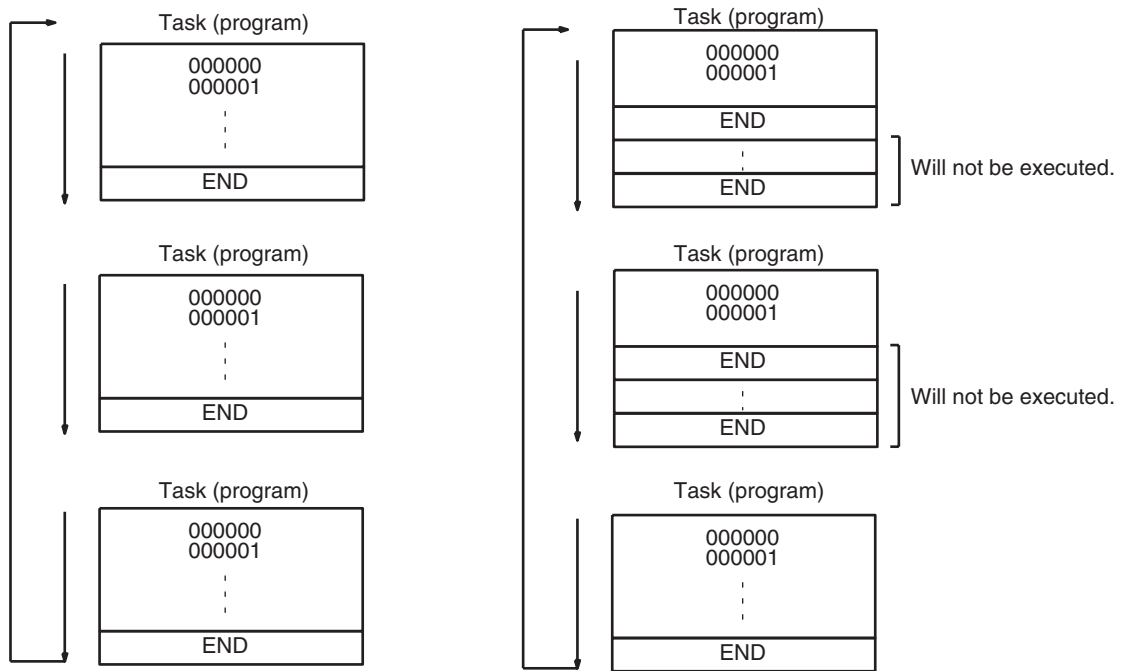 Task (program)
000000
000001
END
Task (program)
000000
000001
END
Task (program)
000000
000001
END
Task (program)
000000
000001
END
END
Will not be executed.
Task (program)
000000
000001
END
END
Will not be executed.
Task (program)
000000
000001
END